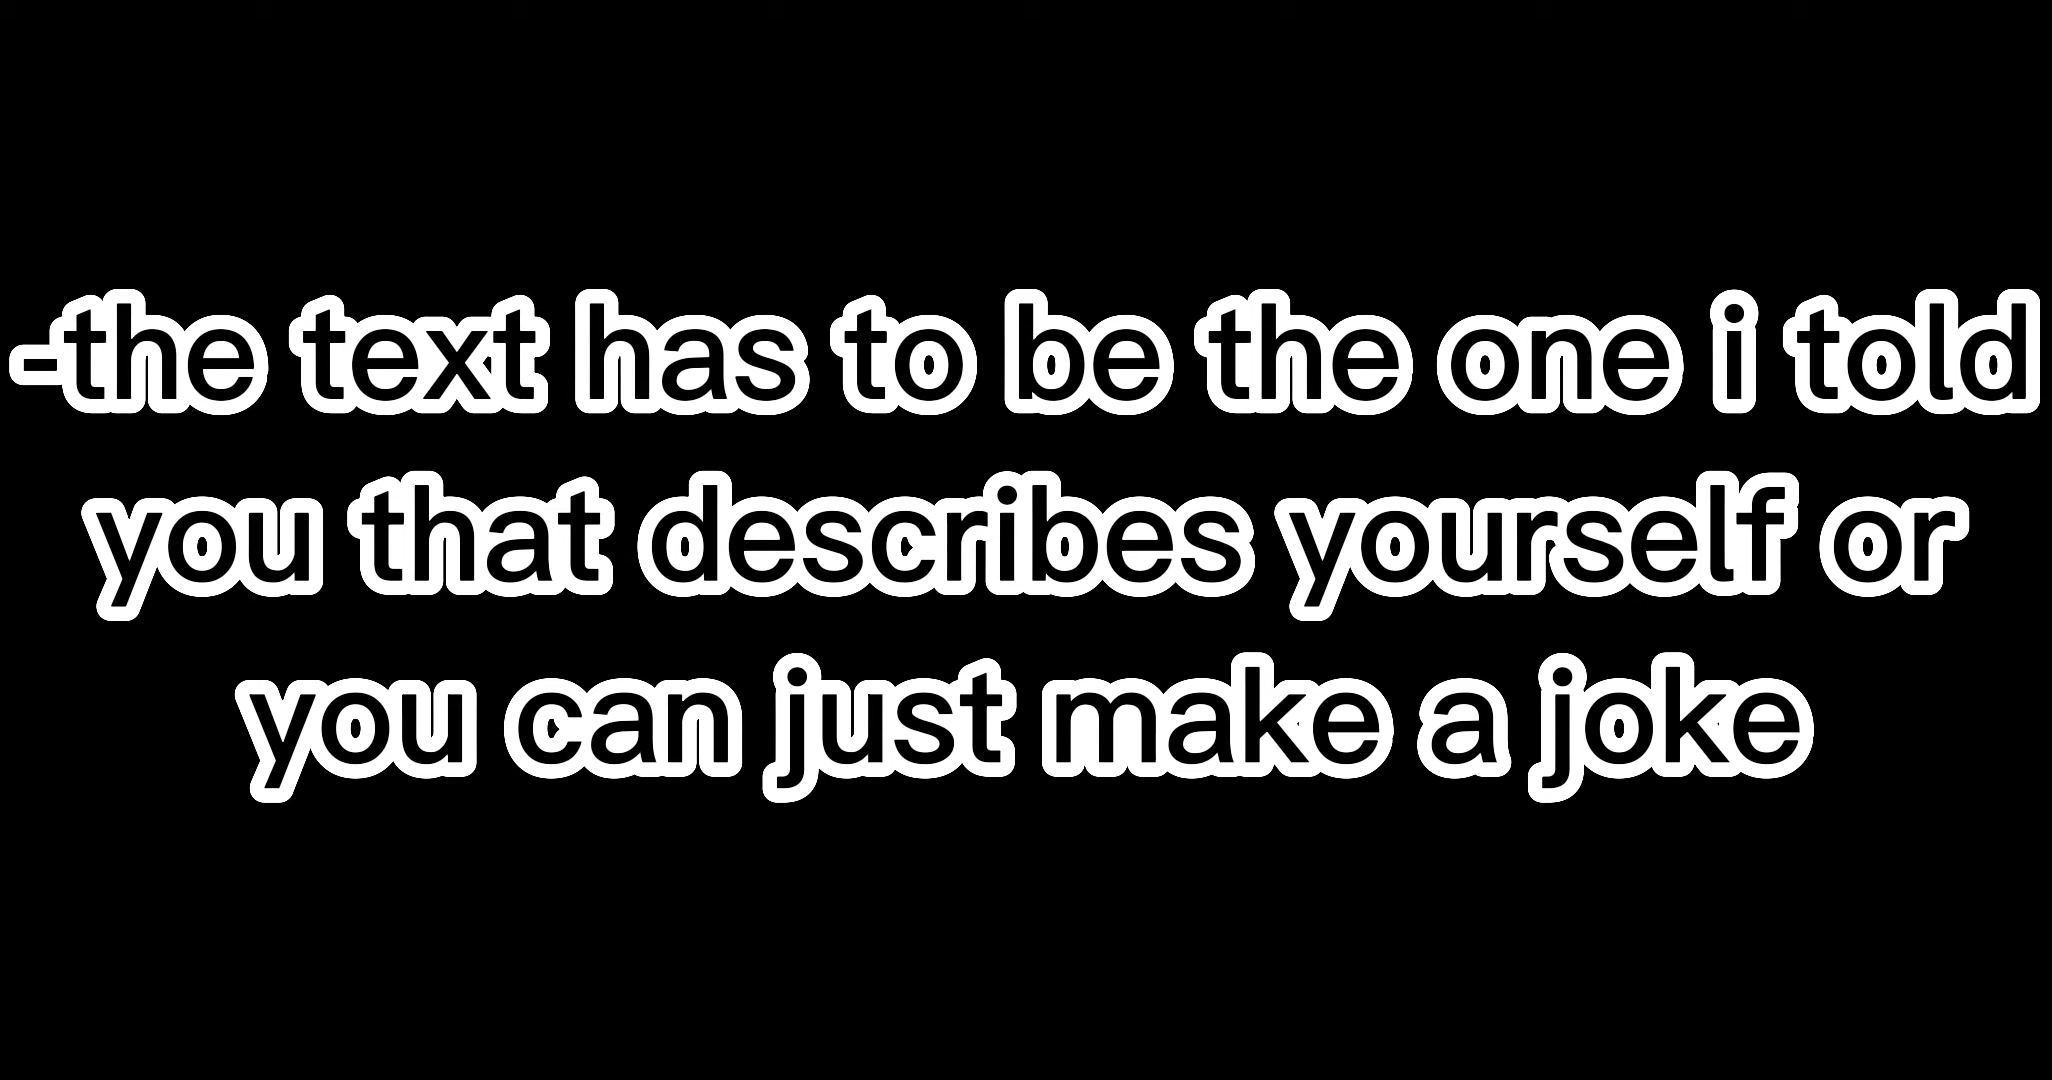 -the text has to be the one i told
you that describes yourself or
you can just make a joke